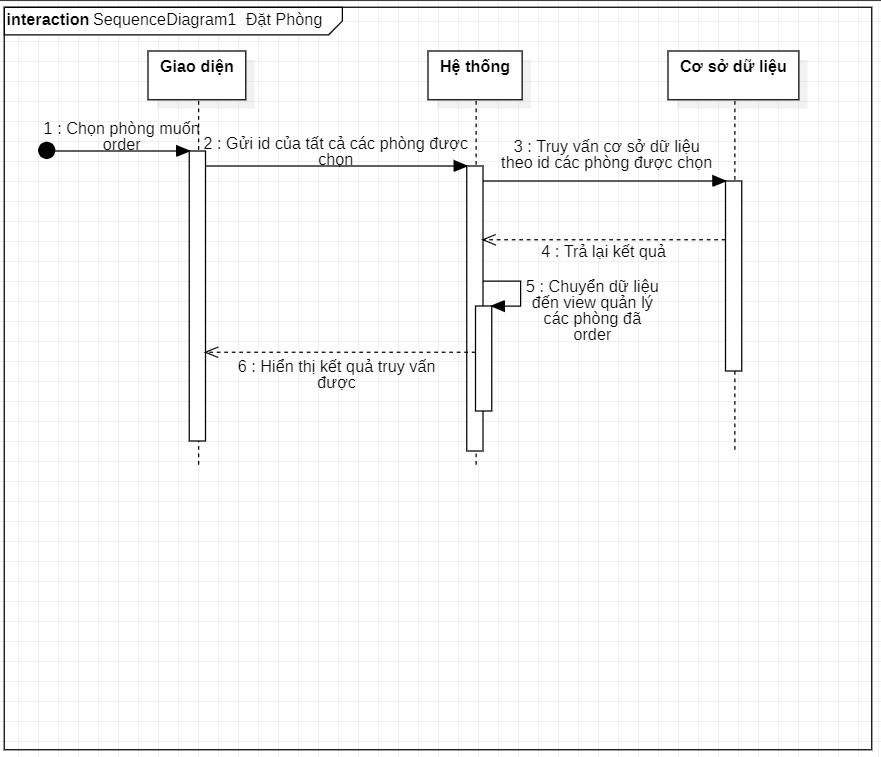 interaction SequenceDiagram1 Đặt Phòng
Giao diện
Hệ thống
Cơ sở dữ liệu
1 : Chọn phòng muốn
order
2 : Gửi id của tất cả các phòng được
chọn
3 : Truy vấn cơ sở dữ liệu
theo id các phòng được chọn
4 : Trả lại kết quả
5 : Chuyển dữ liệu
đến view quản lý
các phòng đã
order
6 : Hiển thị kết quả truy vấn
được